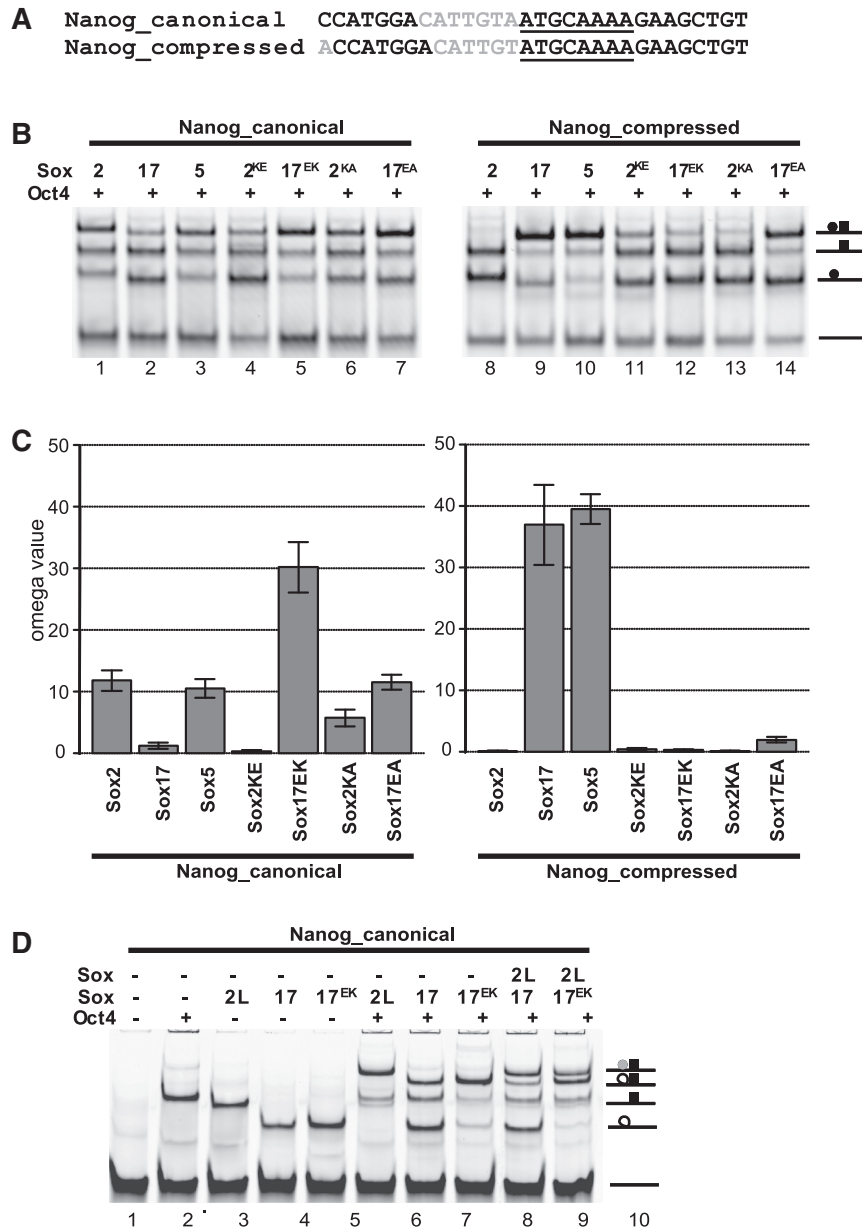 A
Nanog_canonical CCATGGACATTGTAATGCAAAAGAAGCTGT
Nanog_compressed ACCATGGACATTGTATGCAAAAGAAGCTGT
B
Nanog_canonical
Nanog_compressed
Sox 2 17 5 2KE 17EK 2KA 17EA 2 17 5 2KE 17EK 2KA 17EA
Oct4 + + + + + + + + + + + + + +
1 2 3 4 5 6 7 8 9 10 11 12 13 14
C
omega value
50
40
30
20
10
0
50
40
30
20
10
0
Sox2
Sox17
Sox5
Sox2KE
Sox17EK
Sox2KA
Sox17EA
Sox2
Sox17
Sox5
Sox2KE
Sox17EK
Sox2KA
Sox17EA
Nanog_canonical
Nanog_compressed
D
Nanog_canonical
Sox - - - - - - - - 2L 2L
Sox - - 2L 17 17EK 2L 17 17EK 17 17EK
Oct4 - + - - - + + + + +
1 2 3 4 5 6 7 8 9 10